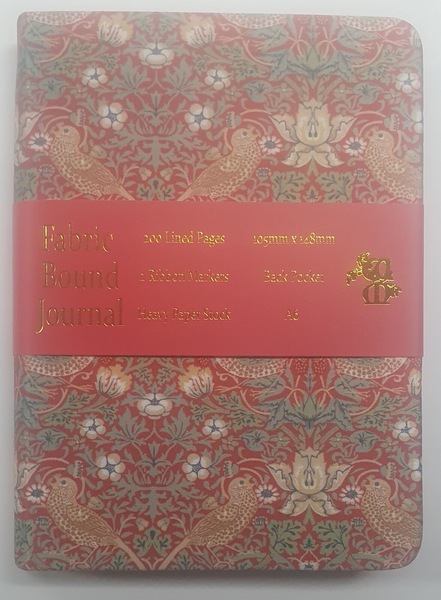 Fabric
Bound
Journal
200 Lined Pages
2 Ribbon Markers
Heavy Paper Stock
105mm x 148mm
Back Pocket
A6